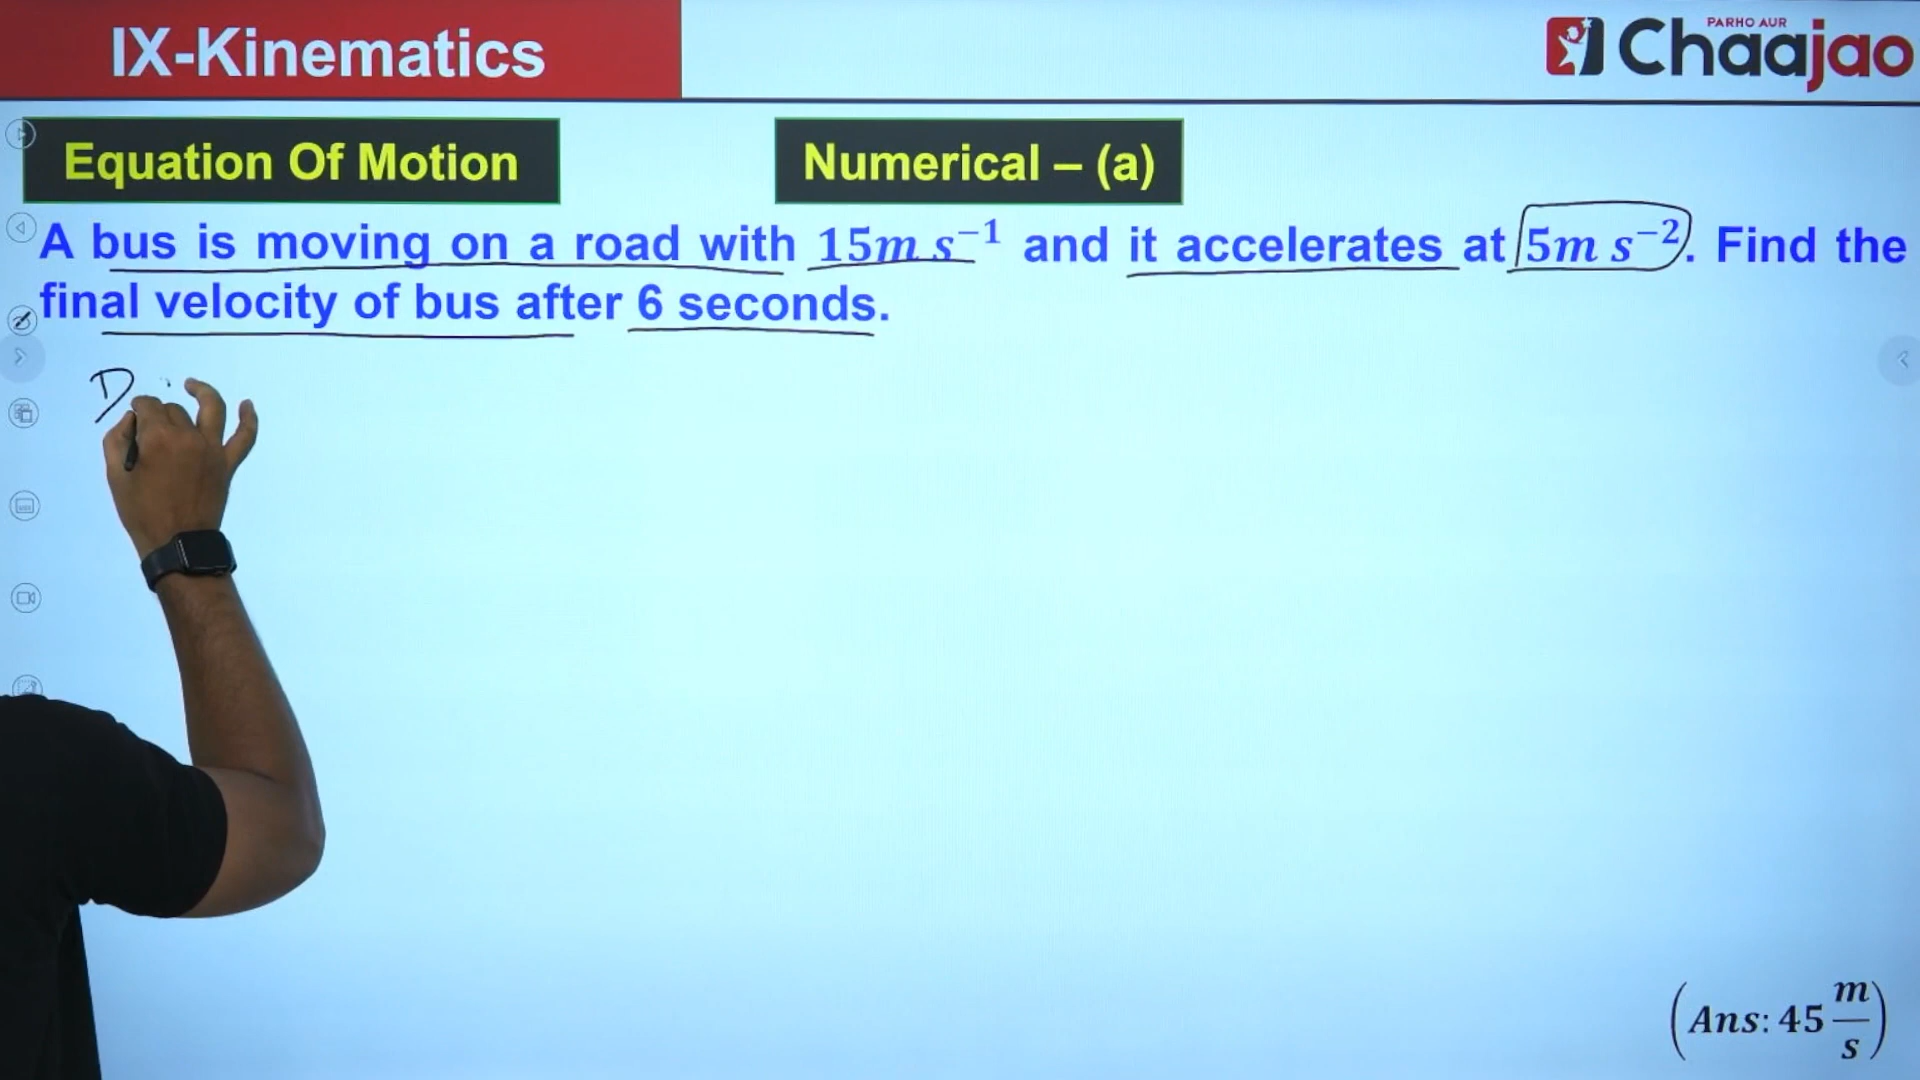 IX-Kinematics
PARHO AUR
Chaajao
Equation Of Motion
Numerical – (a)
A bus is moving on a road with 15m s⁻¹ and it accelerates at 5m s⁻². Find the
final velocity of bus after 6 seconds.
D
(Ans: 45 m/s)